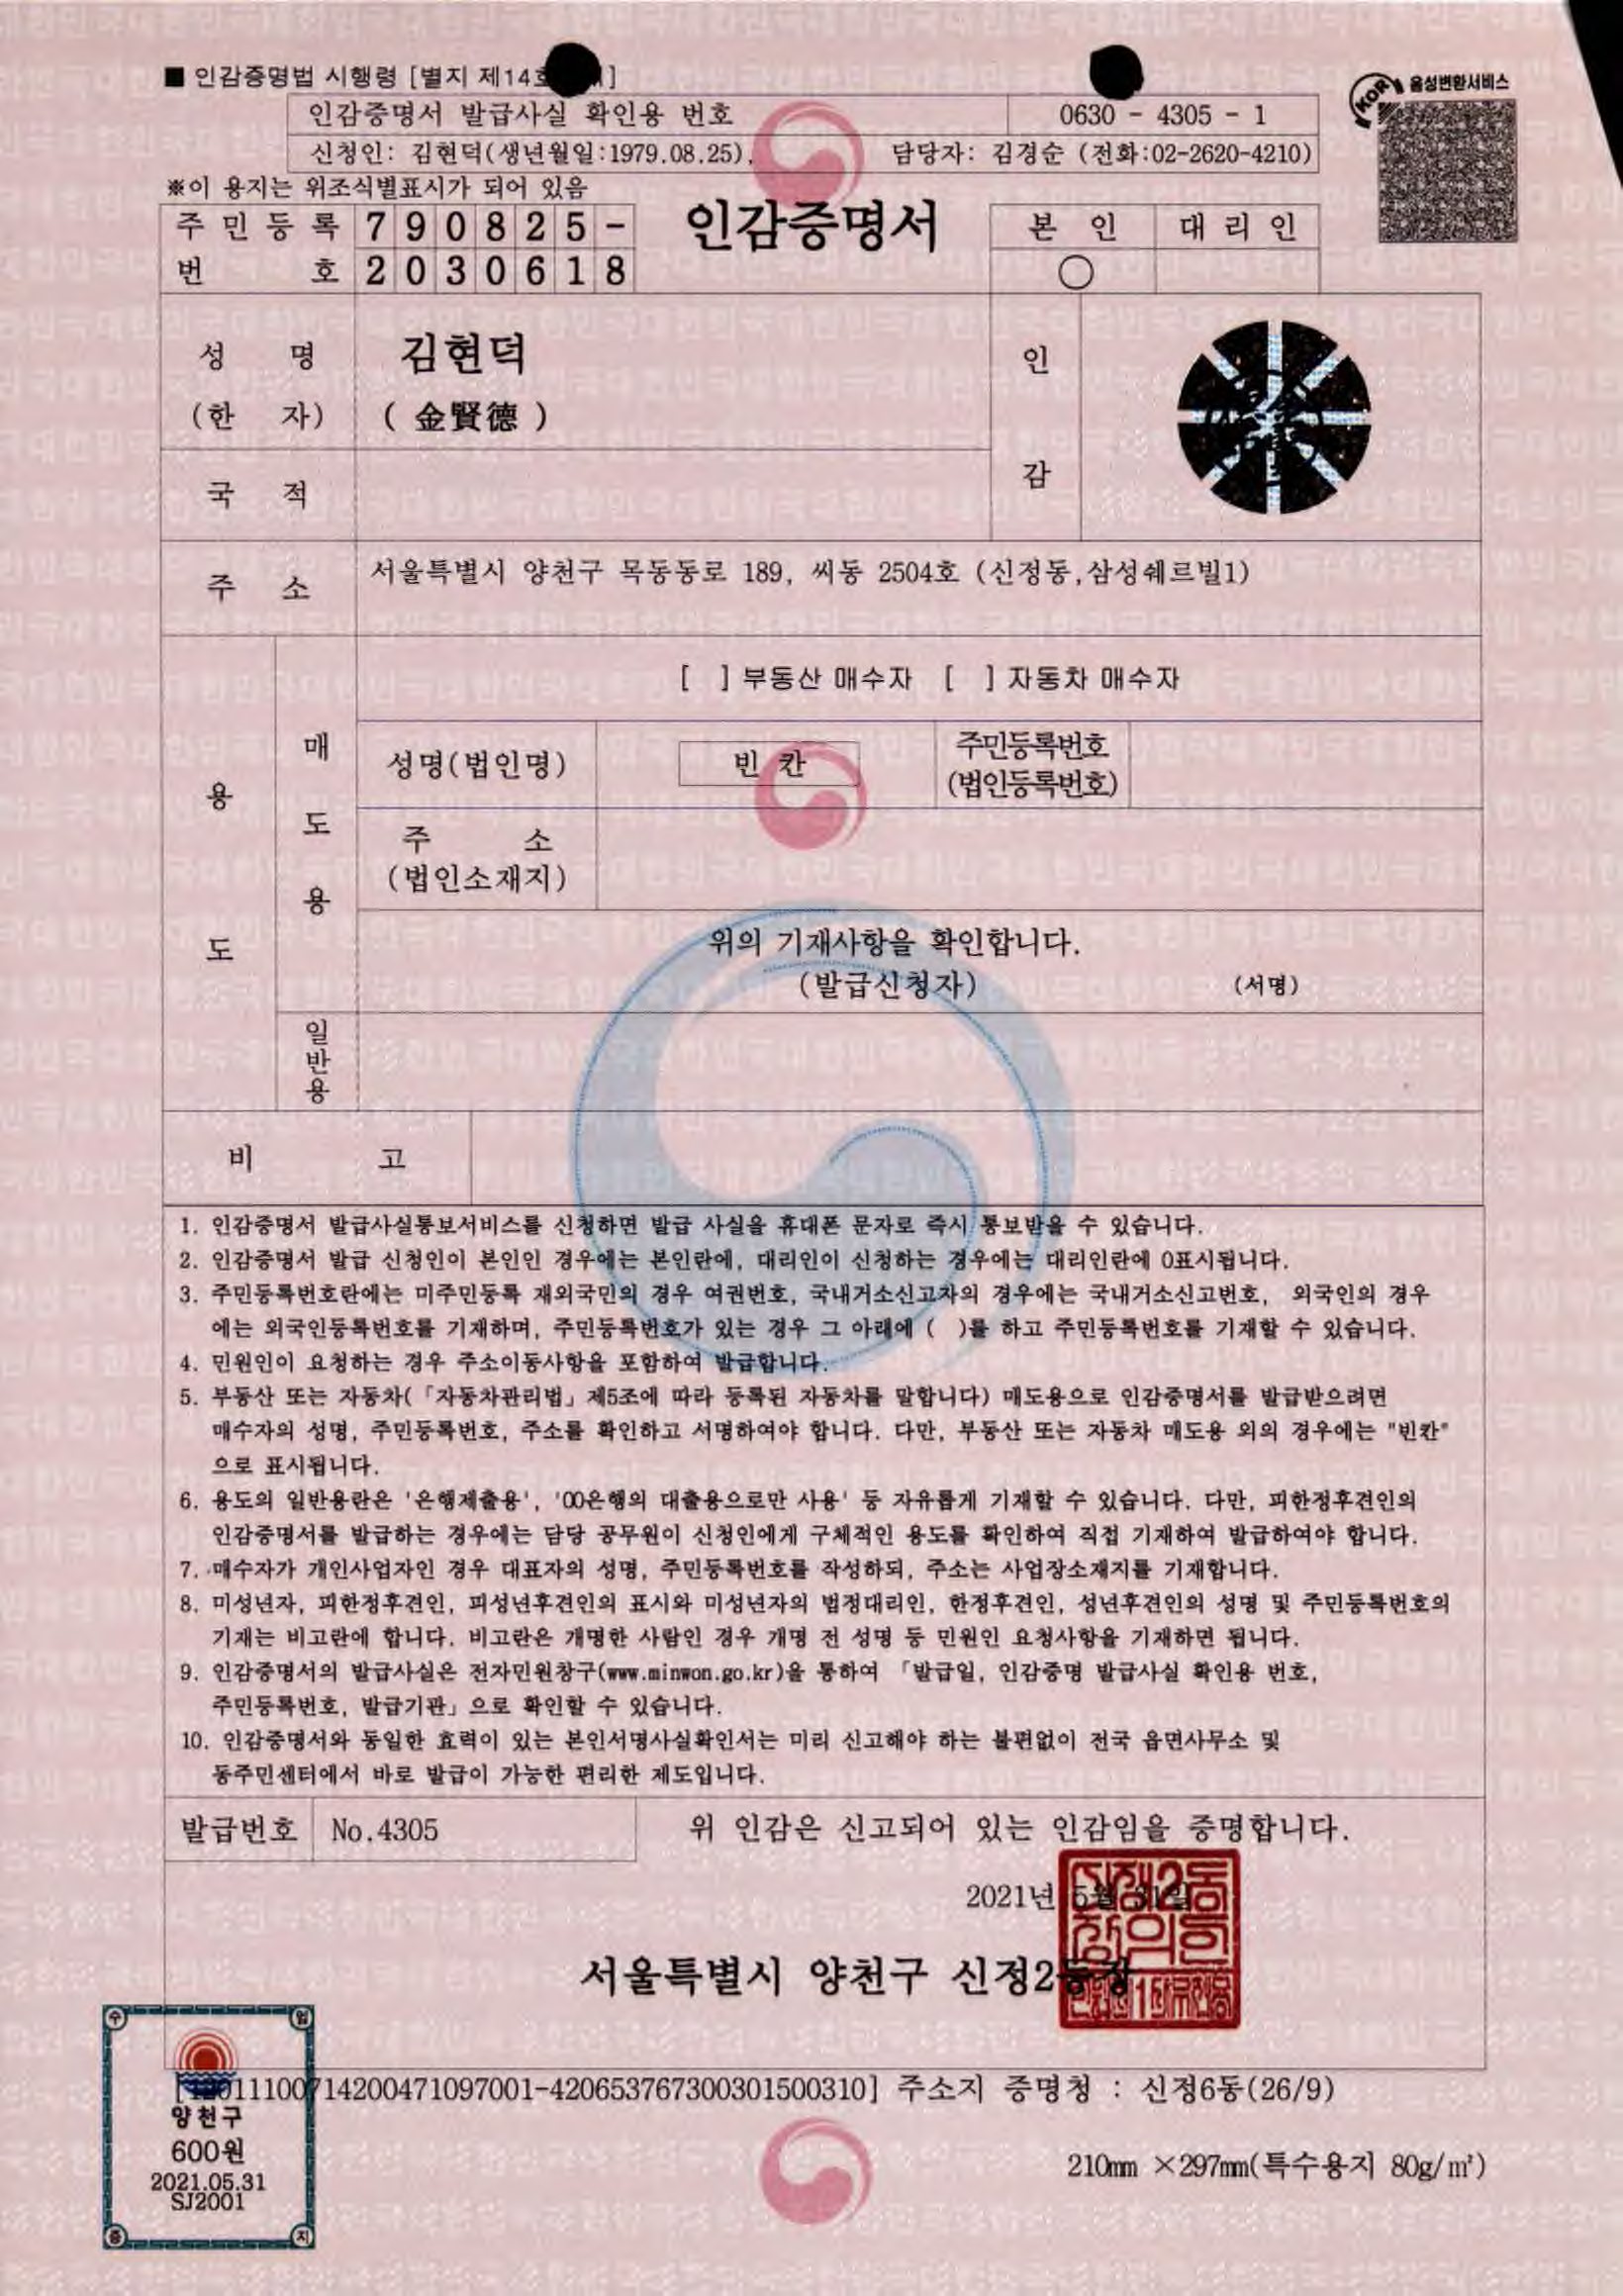 ■ 인감증명법 시행령 [별지 제14호
음성변환서비스
KOR
인감증명서 발급사실 확인용 번호 0630 - 4305 - 1
신청인: 김현덕(생년월일:1979.08.25), 담당자: 김경순 (전화:02-2620-4210)
※이 용지는 위조식별표시가 되어 있음
주민등록 790825-
번 호 2030618
인감증명서
본 인 대 리 인
○
성 명 김현덕
(한 자) ( 金賢德 )
인 감
국 적
주 소 서울특별시 양천구 목동동로 189, 씨동 2504호 (신정동,삼성쉐르빌1)
용 도
매 도 용
[ ] 부동산 매수자 [ ] 자동차 매수자
성명(법인명) 빈 칸 주민등록번호
(법인등록번호)
주 소
(법인소재지)
위의 기재사항을 확인합니다.
(발급신청자) (서명)
일반용
비 고
1. 인감증명서 발급사실통보서비스를 신청하면 발급 사실을 휴대폰 문자로 즉시 통보받을 수 있습니다.
2. 인감증명서 발급 신청인이 본인인 경우에는 본인란에, 대리인이 신청하는 경우에는 대리인란에 0표시됩니다.
3. 주민등록번호란에는 미주민등록 재외국민의 경우 여권번호, 국내거소신고자의 경우에는 국내거소신고번호, 외국인의 경우
에는 외국인등록번호를 기재하며, 주민등록번호가 있는 경우 그 아래에 ( )를 하고 주민등록번호를 기재할 수 있습니다.
4. 민원인이 요청하는 경우 주소이동사항을 포함하여 발급합니다.
5. 부동산 또는 자동차(「자동차관리법」 제5조에 따라 등록된 자동차를 말합니다) 매도용으로 인감증명서를 발급받으려면
매수자의 성명, 주민등록번호, 주소를 확인하고 서명하여야 합니다. 다만, 부동산 또는 자동차 매도용 외의 경우에는 "빈칸"
으로 표시됩니다.
6. 용도의 일반용란은 '은행제출용', '00은행의 대출용으로만 사용' 등 자유롭게 기재할 수 있습니다. 다만, 피한정후견인의
인감증명서를 발급하는 경우에는 담당 공무원이 신청인에게 구체적인 용도를 확인하여 직접 기재하여 발급하여야 합니다.
7. 매수자가 개인사업자인 경우 대표자의 성명, 주민등록번호를 작성하되, 주소는 사업장소재지를 기재합니다.
8. 미성년자, 피한정후견인, 피성년후견인의 표시와 미성년자의 법정대리인, 한정후견인, 성년후견인의 성명 및 주민등록번호의
기재는 비고란에 합니다. 비고란은 개명한 사람인 경우 개명 전 성명 등 민원인 요청사항을 기재하면 됩니다.
9. 인감증명서의 발급사실은 전자민원창구(www.minwon.go.kr)을 통하여 「발급일, 인감증명 발급사실 확인용 번호,
주민등록번호, 발급기관」으로 확인할 수 있습니다.
10. 인감증명서와 동일한 효력이 있는 본인서명사실확인서는 미리 신고해야 하는 불편없이 전국 읍면사무소 및
동주민센터에서 바로 발급이 가능한 편리한 제도입니다.
발급번호 No.4305 위 인감은 신고되어 있는 인감임을 증명합니다.
2021년 5월 31일
서울특별시 양천구 신정2동장
수 입 증 지
양천구
600원
2021.05.31
SJ2001
01110071420047109​7001-420653767300301500310] 주소지 증명청 : 신정6동(26/9)
210mm ×297mm(특수용지 80g/㎡)